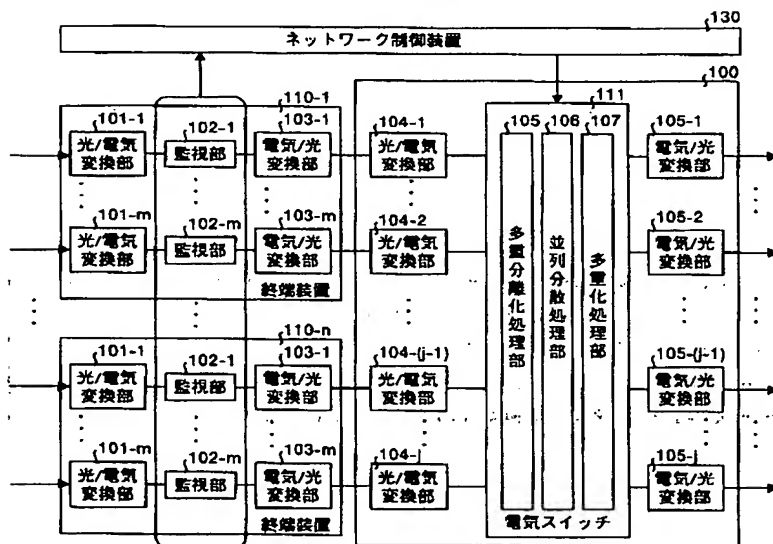 130
ネットワーク制御装置
100
110-1
101-1
光/電気
変換部
102-1
監視部
103-1
電気/光
変換部
104-1
光/電気
変換部
111
105
多重分離化処理部
106
並列分散処理部
107
多重化処理部
105-1
電気/光
変換部
101-m
光/電気
変換部
102-m
監視部
103-m
電気/光
変換部
終端装置
104-2
光/電気
変換部
105-2
電気/光
変換部
110-n
101-1
光/電気
変換部
102-1
監視部
103-1
電気/光
変換部
104-(j-1)
光/電気
変換部
105-(j-1)
電気/光
変換部
101-m
光/電気
変換部
102-m
監視部
103-m
電気/光
変換部
終端装置
104-j
光/電気
変換部
電気スイッチ
105-j
電気/光
変換部